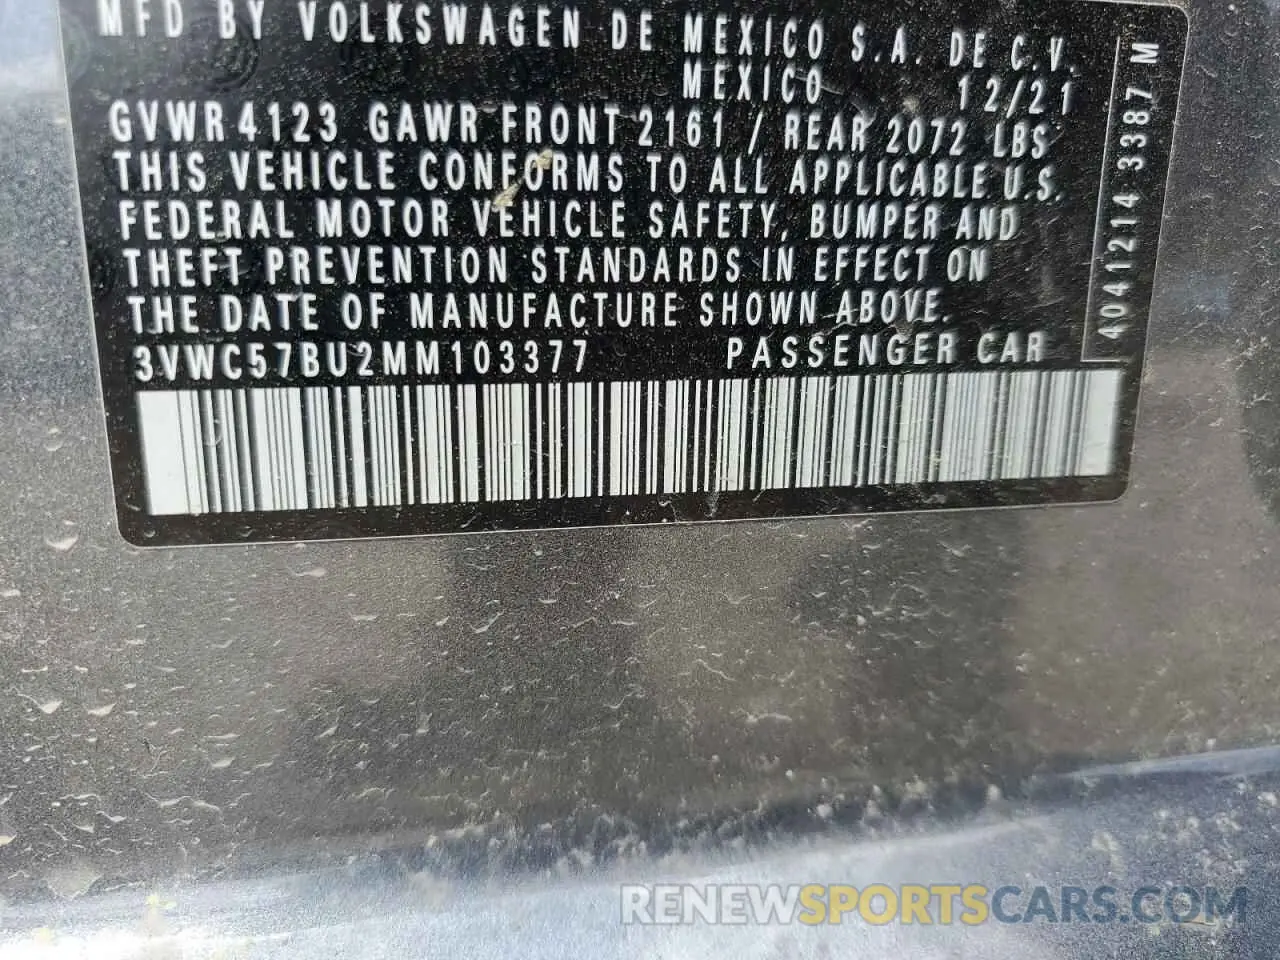 MFD BY VOLKSWAGEN DE MEXICO S.A. DE C.V.
MEXICO 12/21
GVWR 4123 GAWR FRONT 2161 / REAR 2072 LBS
THIS VEHICLE CONFORMS TO ALL APPLICABLE U.S.
FEDERAL MOTOR VEHICLE SAFETY, BUMPER AND
THEFT PREVENTION STANDARDS IN EFFECT ON
THE DATE OF MANUFACTURE SHOWN ABOVE.
3VWC57BU2MM103377 PASSENGER CAR
4041214 3387 M
RENEWSPORTSCARS.COM